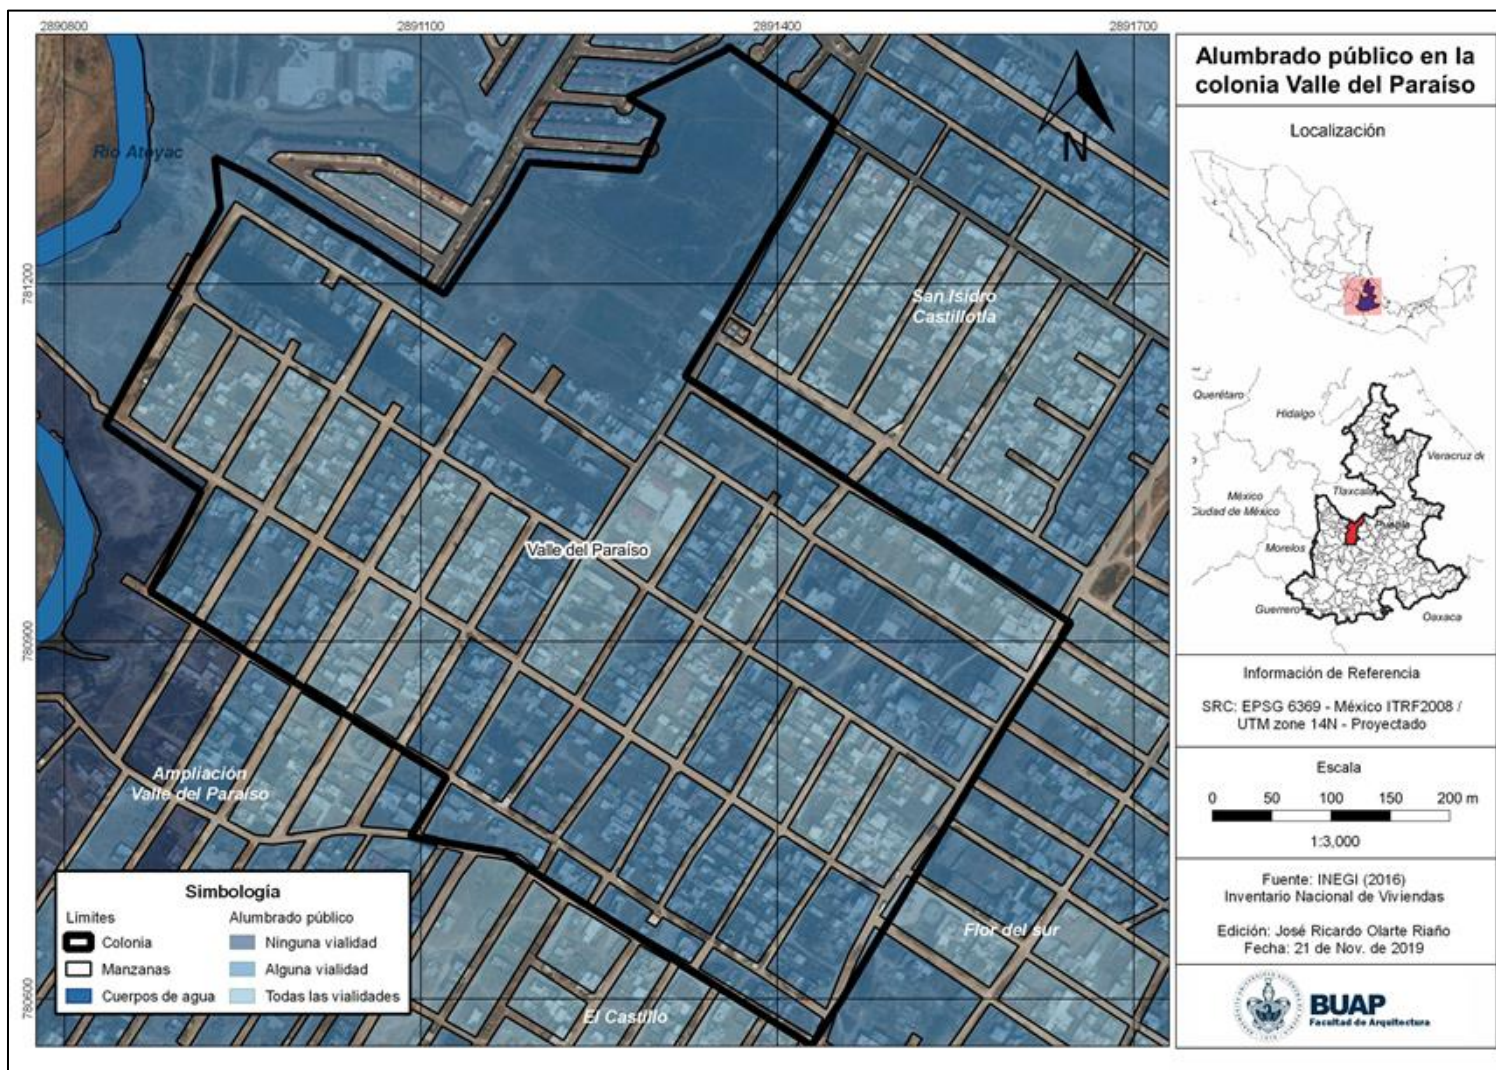 2890800
2891100
2891400
2891700
781200
780900
780600
Río Atoyac
N
San Isidro
Castillotla
Valle del Paraíso
Ampliación
Valle del Paraíso
Flor del sur
El Castillo
Simbología
Límites
Colonia
Manzanas
Cuerpos de agua
Alumbrado público
Ninguna vialidad
Alguna vialidad
Todas las vialidades
Alumbrado público en la
colonia Valle del Paraíso
Localización
Querétaro
Hidalgo
Veracruz de
Tlaxcala
México
Ciudad de México
Puebla
Morelos
Guerrero
Oaxaca
Información de Referencia
SRC: EPSG 6369 - México ITRF2008 /
UTM zone 14N - Proyectado
Escala
0 50 100 150 200 m
1:3,000
Fuente: INEGI (2016)
Inventario Nacional de Viviendas
Edición: José Ricardo Olarte Riaño
Fecha: 21 de Nov. de 2019
BUAP
Facultad de Arquitectura